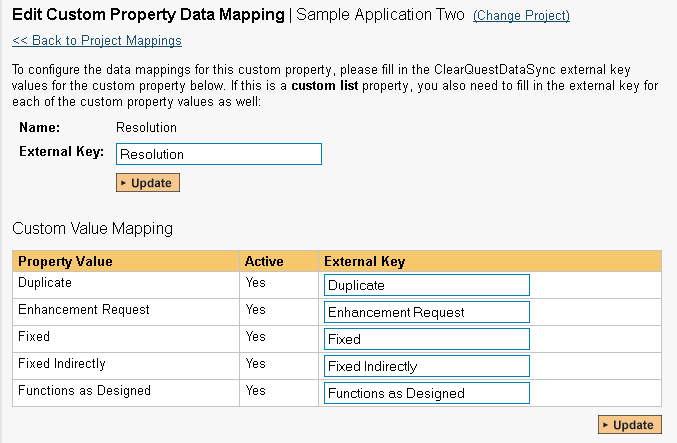 Edit Custom Property Data Mapping | Sample Application Two (Change Project)
<< Back to Project Mappings
To configure the data mappings for this custom property, please fill in the ClearQuestDataSync external key
values for the custom property below. If this is a custom list property, you also need to fill in the external key for
each of the custom property values as well:
Name: Resolution
External Key: Resolution
Update
Custom Value Mapping
Property Value Active External Key
Duplicate Yes Duplicate
Enhancement Request Yes Enhancement Request
Fixed Yes Fixed
Fixed Indirectly Yes Fixed Indirectly
Functions as Designed Yes Functions as Designed
Update